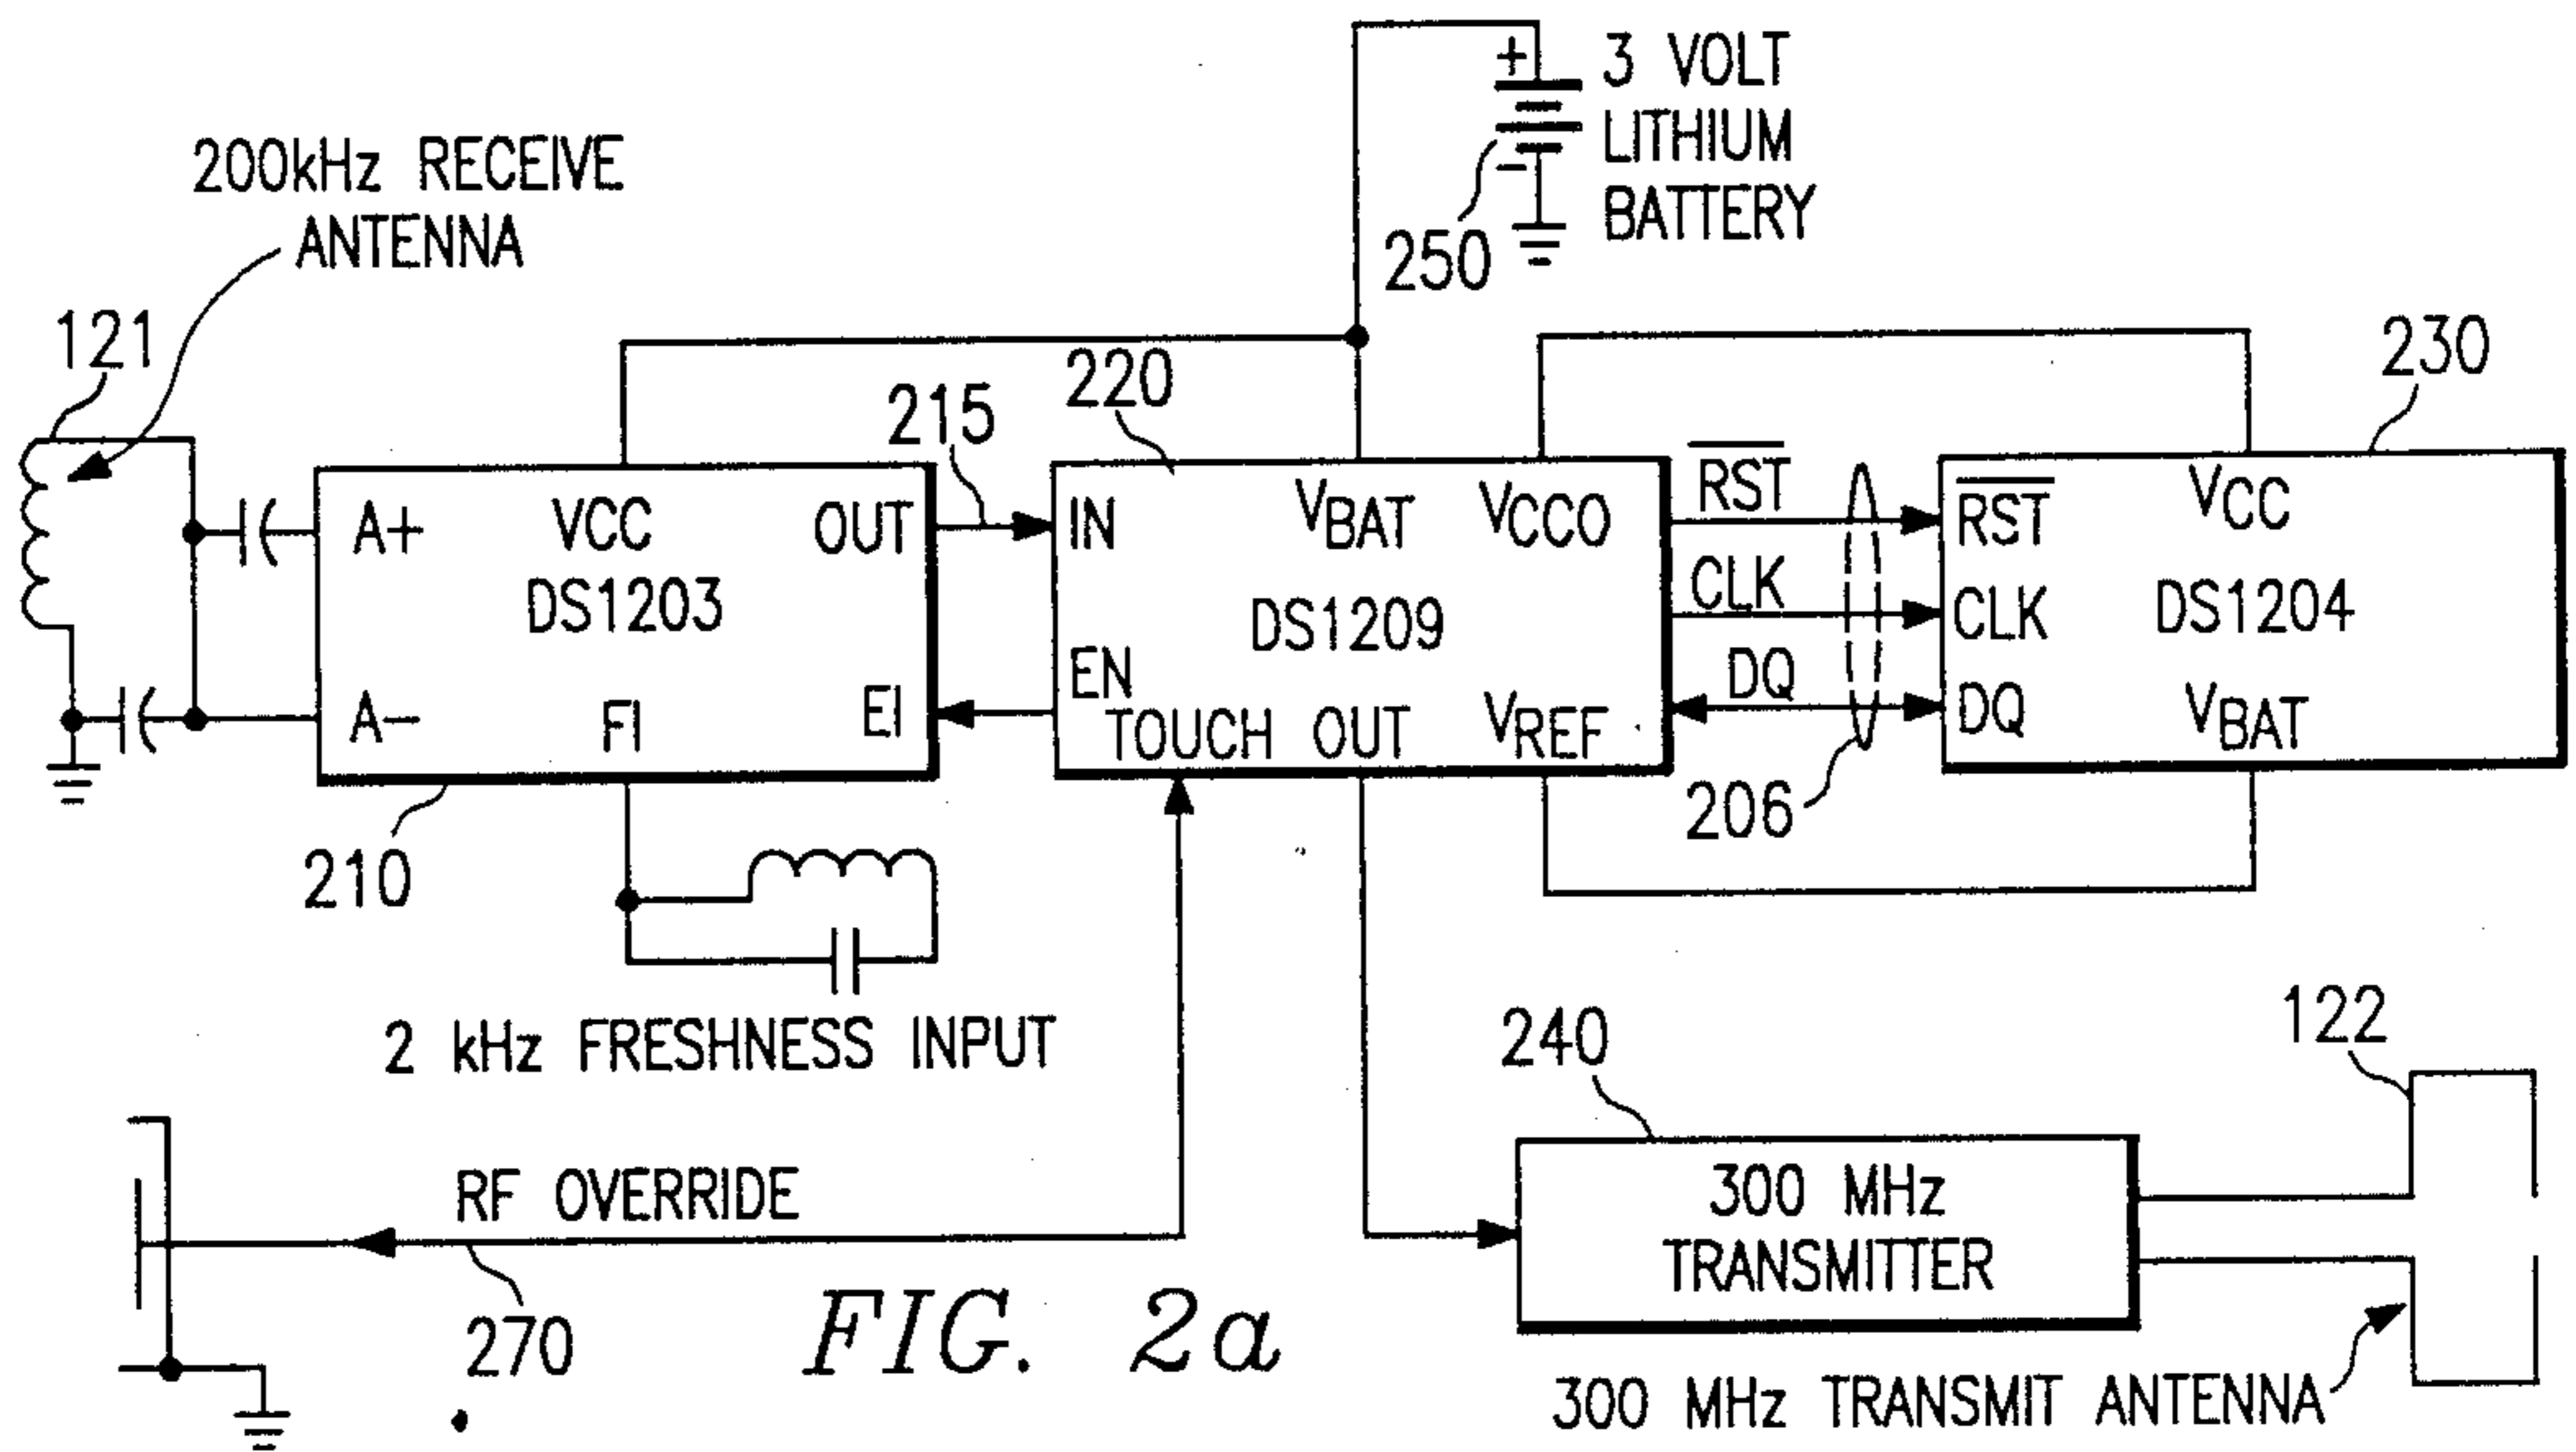 3 VOLT
LITHIUM
BATTERY
250
200kHz RECEIVE
ANTENNA
121
215
220
230
A+
VCC
OUT
DS1203
A–
FI
EI
210
IN
VBAT
VCCO
DS1209
EN
TOUCH
OUT
VREF
RST
CLK
DQ
206
RST
VCC
CLK
DS1204
DQ
VBAT
2 kHz FRESHNESS INPUT
240
122
RF OVERRIDE
270
300 MHz
TRANSMITTER
300 MHz TRANSMIT ANTENNA
FIG. 2a